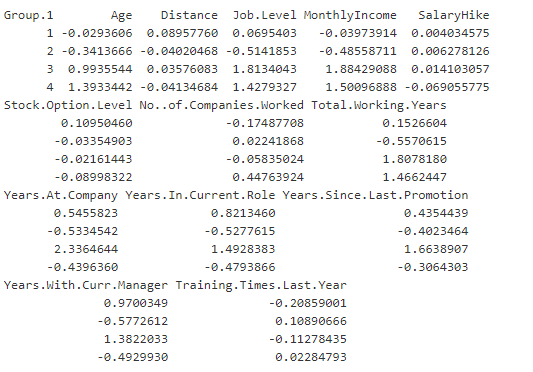 Group.1 Age Distance Job.Level MonthlyIncome SalaryHike
1 -0.0293606 0.08957760 0.0695403 -0.03973914 0.004034575
2 -0.3413666 -0.04020468 -0.5141853 -0.48558711 0.006278126
3 0.9935544 0.03576083 1.8134043 1.88429088 0.014103057
4 1.3933442 -0.04134684 1.4279327 1.50096888 -0.069055775
Stock.Option.Level No..of.Companies.Worked Total.Working.Years
0.10950460 -0.17487708 0.1526604
-0.03354903 0.02241868 -0.5570615
-0.02161443 -0.05835024 1.8078180
-0.08998322 0.44763924 1.4662447
Years.At.Company Years.In.Current.Role Years.Since.Last.Promotion
0.5455823 0.8213460 0.4354439
-0.5334542 -0.5277615 -0.4023464
2.3364644 1.4928383 1.6638907
-0.4396360 -0.4793866 -0.3064303
Years.With.Curr.Manager Training.Times.Last.Year
0.9700349 -0.20859001
-0.5772612 0.10890666
1.3822033 -0.11278435
-0.4929930 0.02284793